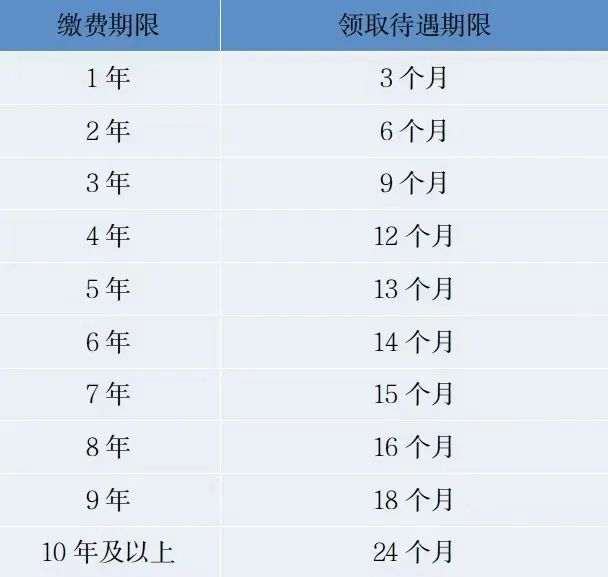 缴费期限 领取待遇期限
1年 3个月
2年 6个月
3年 9个月
4年 12个月
5年 13个月
6年 14个月
7年 15个月
8年 16个月
9年 18个月
10年及以上 24个月